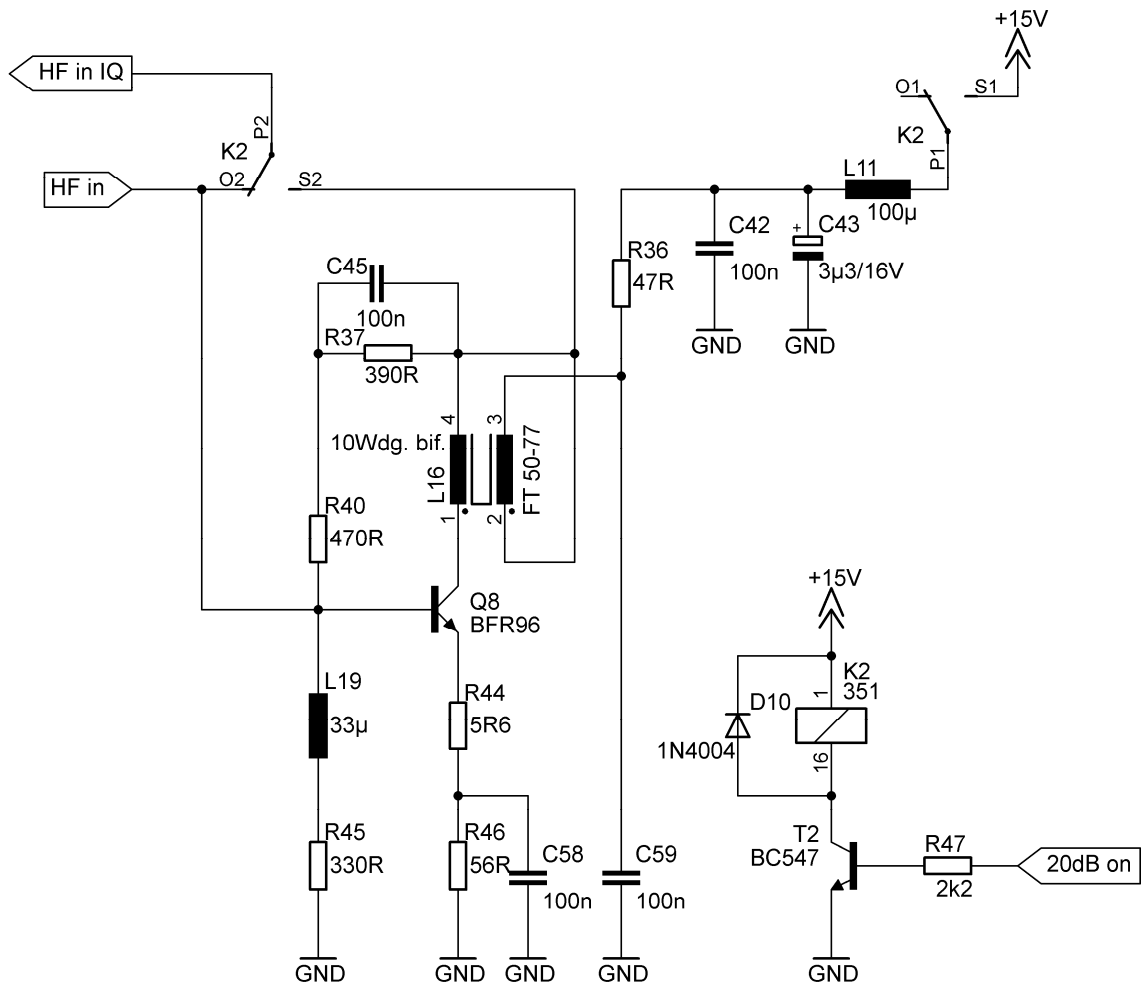 +15V
HF in IQ
P2
K2
O2
S2
HF in
O1
S1
K2
P1
L11
100µ
C42
100n
+
C43
3µ3/16V
R36
47R
GND
GND
C45
100n
R37
390R
10Wdg. bif.
4
3
L16
FT 50-77
1
2
R40
470R
Q8
BFR96
+15V
L19
33µ
R44
5R6
K2
351
1
D10
1N4004
16
R45
330R
R46
56R
C58
100n
C59
100n
T2
BC547
R47
2k2
20dB on
GND
GND
GND
GND
GND